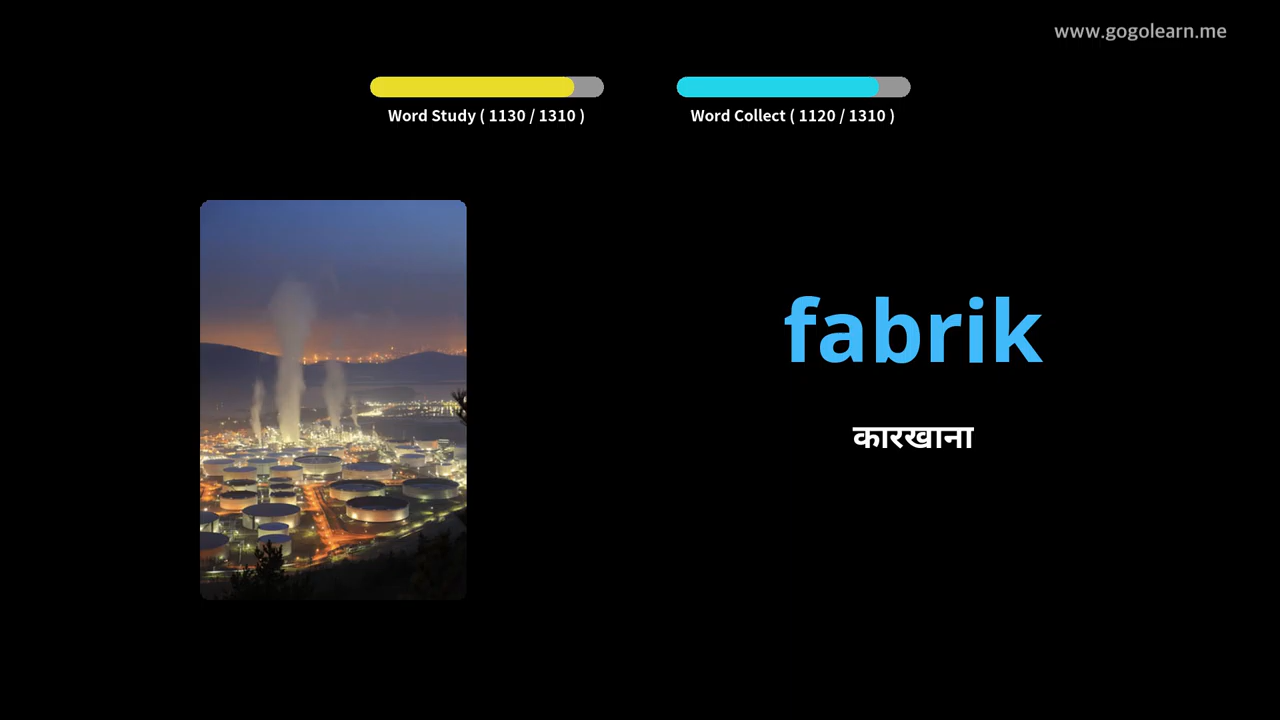 www.gogolearn.me
Word Study ( 1130 / 1310 )
Word Collect ( 1120 / 1310 )
fabrik
कारखाना